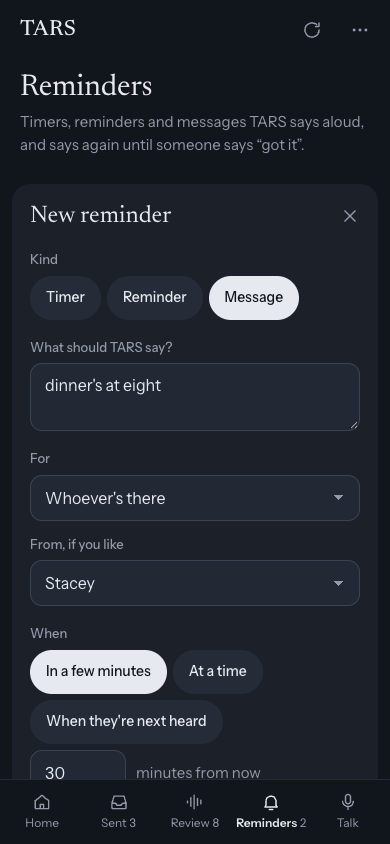 TARS
Reminders
Timers, reminders and messages TARS says aloud,
and says again until someone says “got it”.
New reminder
Kind
Timer
Reminder
Message
What should TARS say?
dinner's at eight
For
Whoever's there
From, if you like
Stacey
When
In a few minutes
At a time
When they're next heard
30 minutes from now
Home
Sent 3
Review 8
Reminders 2
Talk